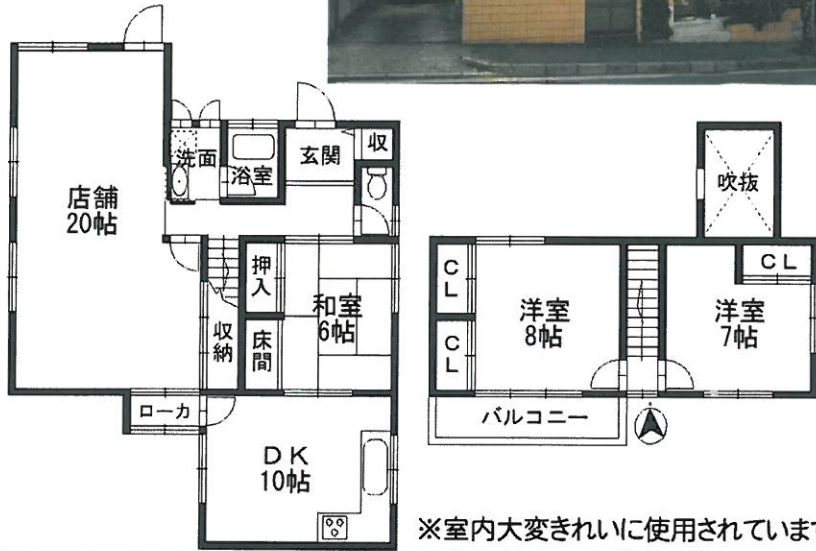 店舗
20帖
洗面
浴室
玄関
収
押入
和室
6帖
収納
床間
ローカ
DK
10帖
吹抜
CL
CL
洋室
8帖
CL
洋室
7帖
バルコニー
※室内大変きれいに使用されています